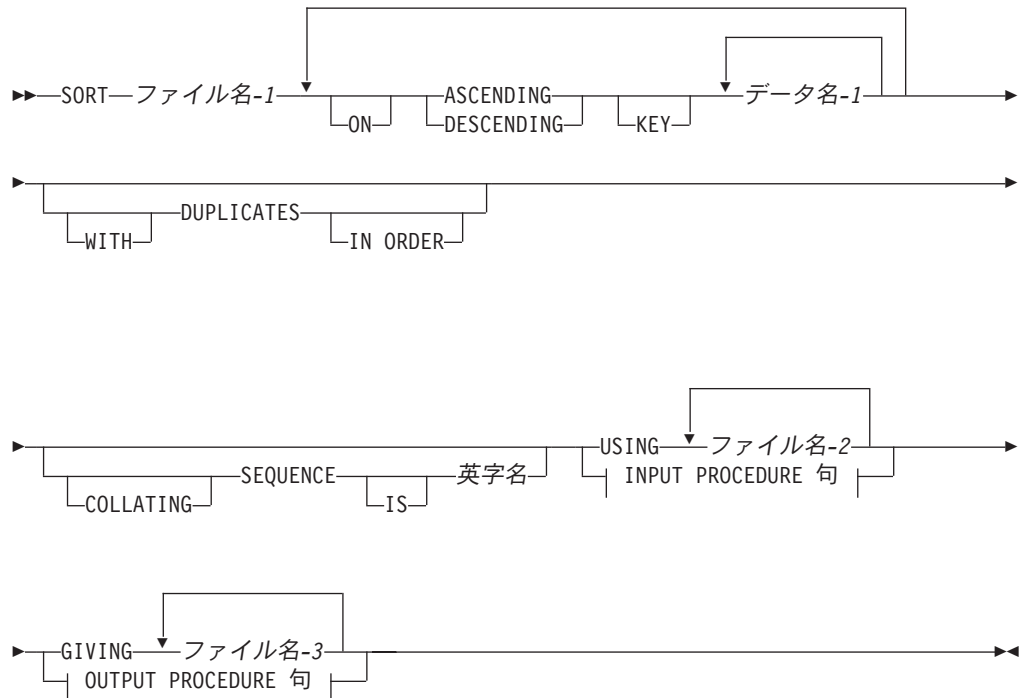 SORT ファイル名-1 ON ASCENDING KEY データ名-1
DESCENDING
WITH DUPLICATES IN ORDER
COLLATING SEQUENCE IS 英字名 USING ファイル名-2
INPUT PROCEDURE 句
GIVING ファイル名-3
OUTPUT PROCEDURE 句